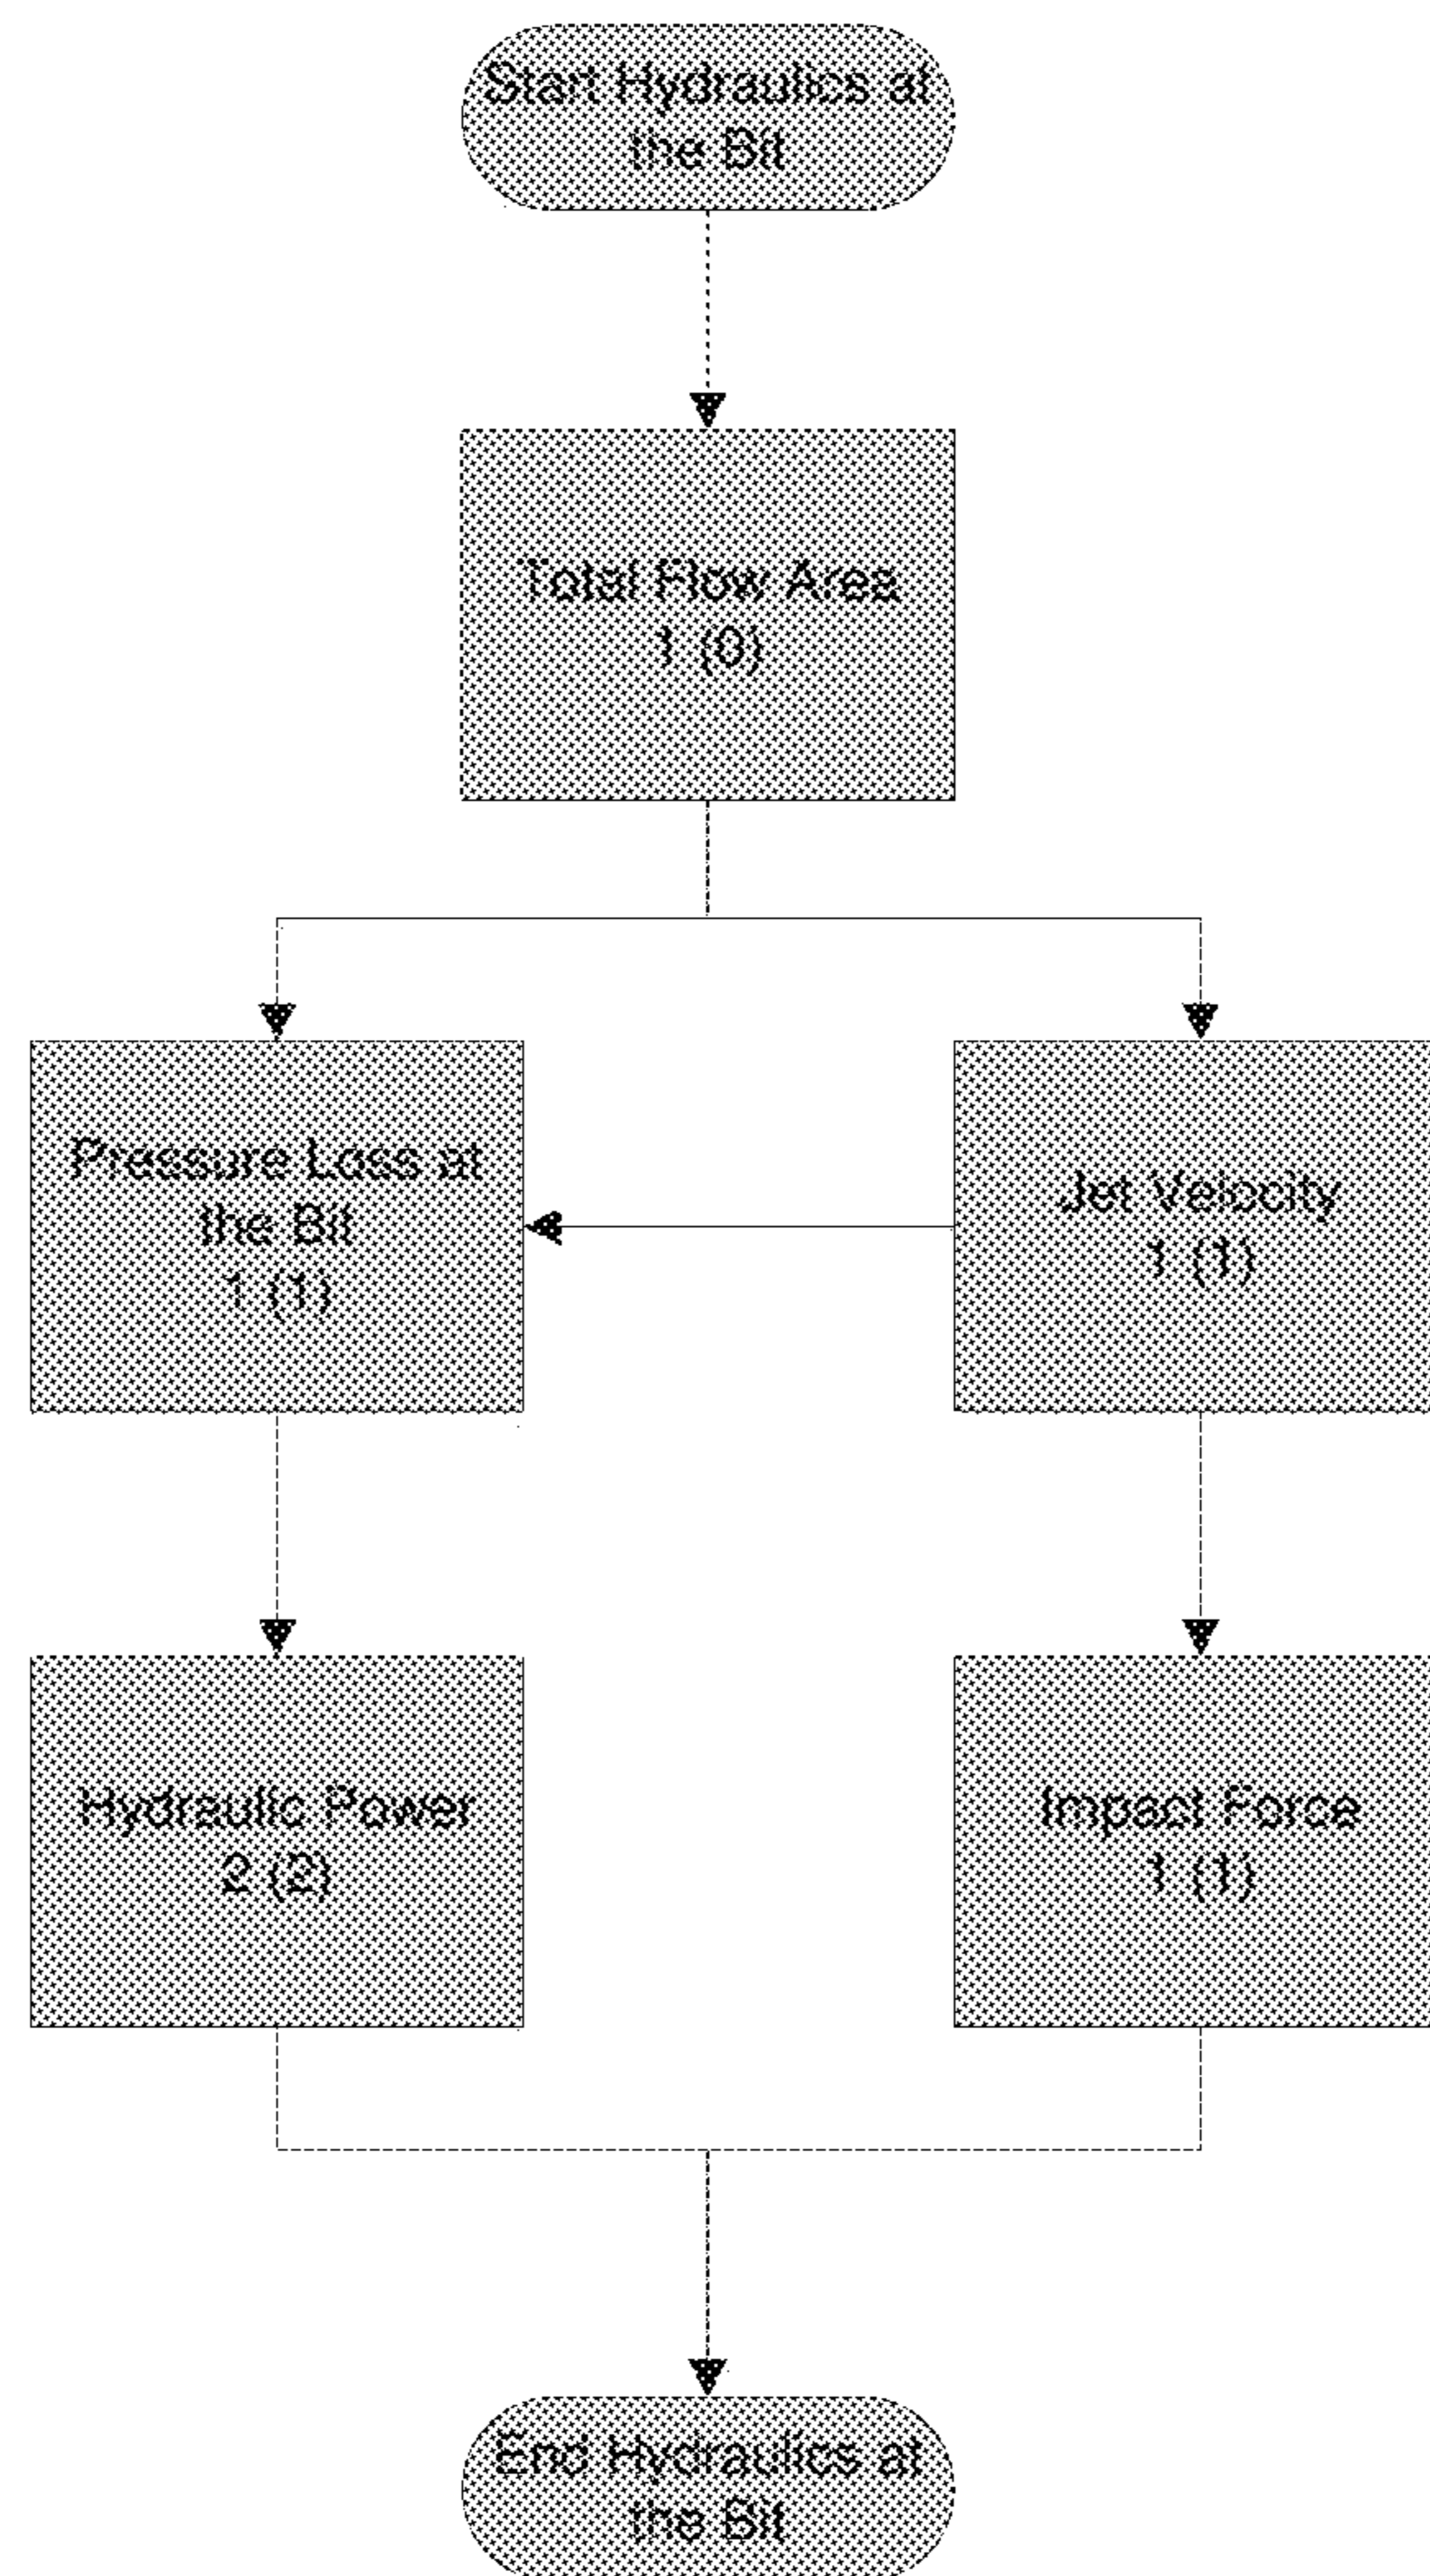 Start Hydraulics at
the Bit
Total Flow Area
1 (0)
Pressure Loss at
the Bit
1 (1)
Jet Velocity
1 (1)
Hydraulic Power
2 (2)
Impact Force
1 (1)
End Hydraulics at
the Bit